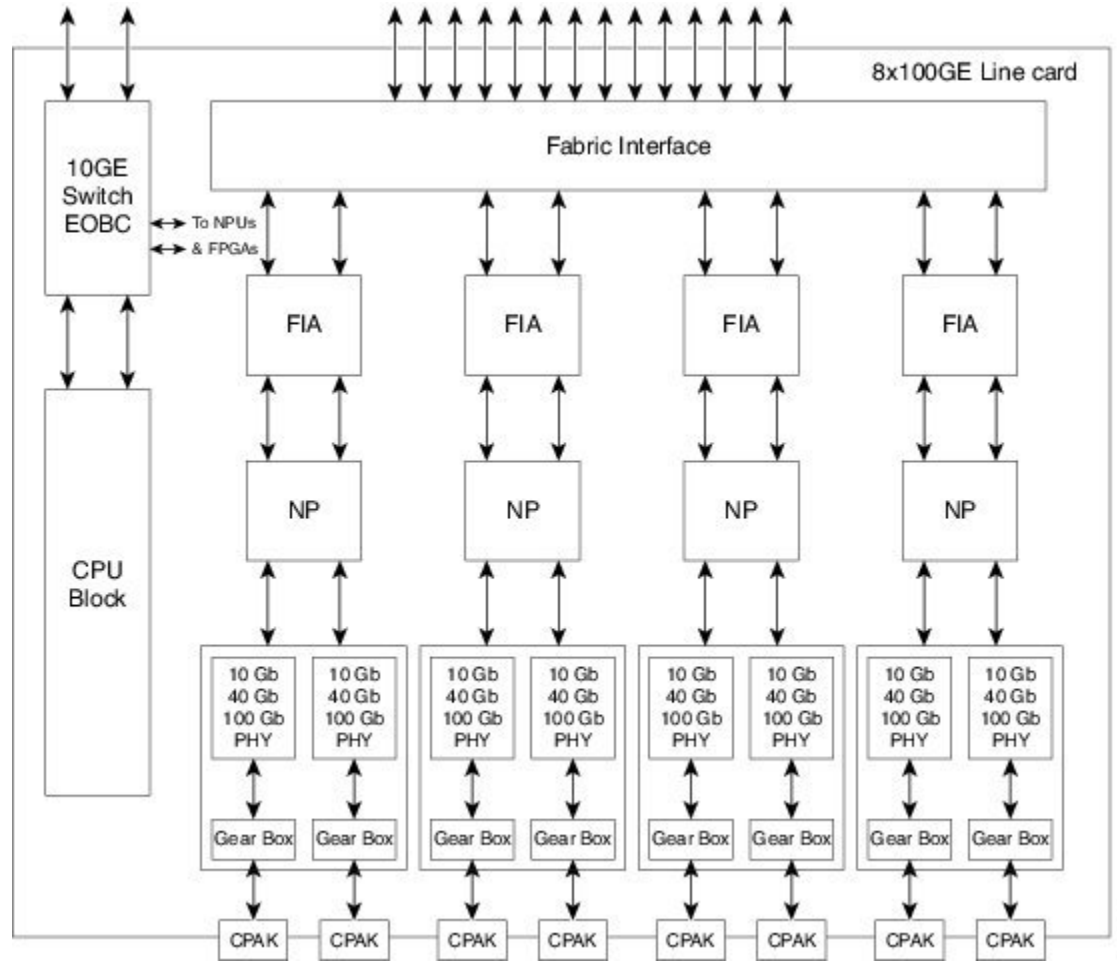 8x100GE Line card
10GE
Switch
EOBC
Fabric Interface
To NPUs
& FPGAs
FIA
FIA
FIA
FIA
NP
NP
NP
NP
CPU
Block
10 Gb
40 Gb
100 Gb
PHY
10 Gb
40 Gb
100 Gb
PHY
10 Gb
40 Gb
100 Gb
PHY
10 Gb
40 Gb
100 Gb
PHY
10 Gb
40 Gb
100 Gb
PHY
10 Gb
40 Gb
100 Gb
PHY
10 Gb
40 Gb
100 Gb
PHY
10 Gb
40 Gb
100 Gb
PHY
Gear Box
Gear Box
Gear Box
Gear Box
Gear Box
Gear Box
Gear Box
Gear Box
CPAK
CPAK
CPAK
CPAK
CPAK
CPAK
CPAK
CPAK